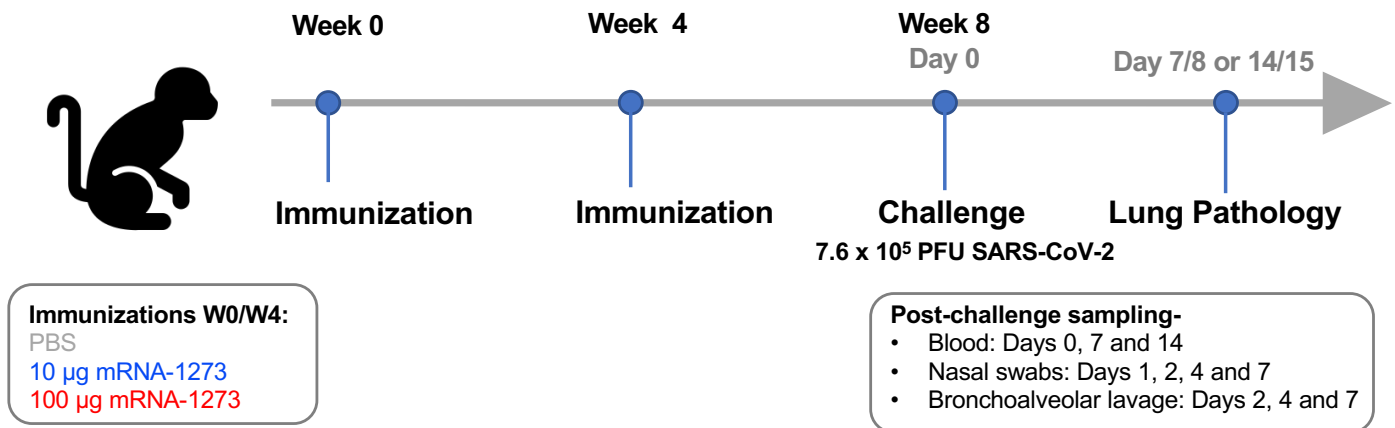 Week 0
Week 4
Week 8
Day 0
Day 7/8 or 14/15
Immunization
Immunization
Challenge
7.6 x 10⁵ PFU SARS-CoV-2
Lung Pathology
Immunizations W0/W4:
PBS
10 µg mRNA-1273
100 µg mRNA-1273
Post-challenge sampling-
• Blood: Days 0, 7 and 14
• Nasal swabs: Days 1, 2, 4 and 7
• Bronchoalveolar lavage: Days 2, 4 and 7